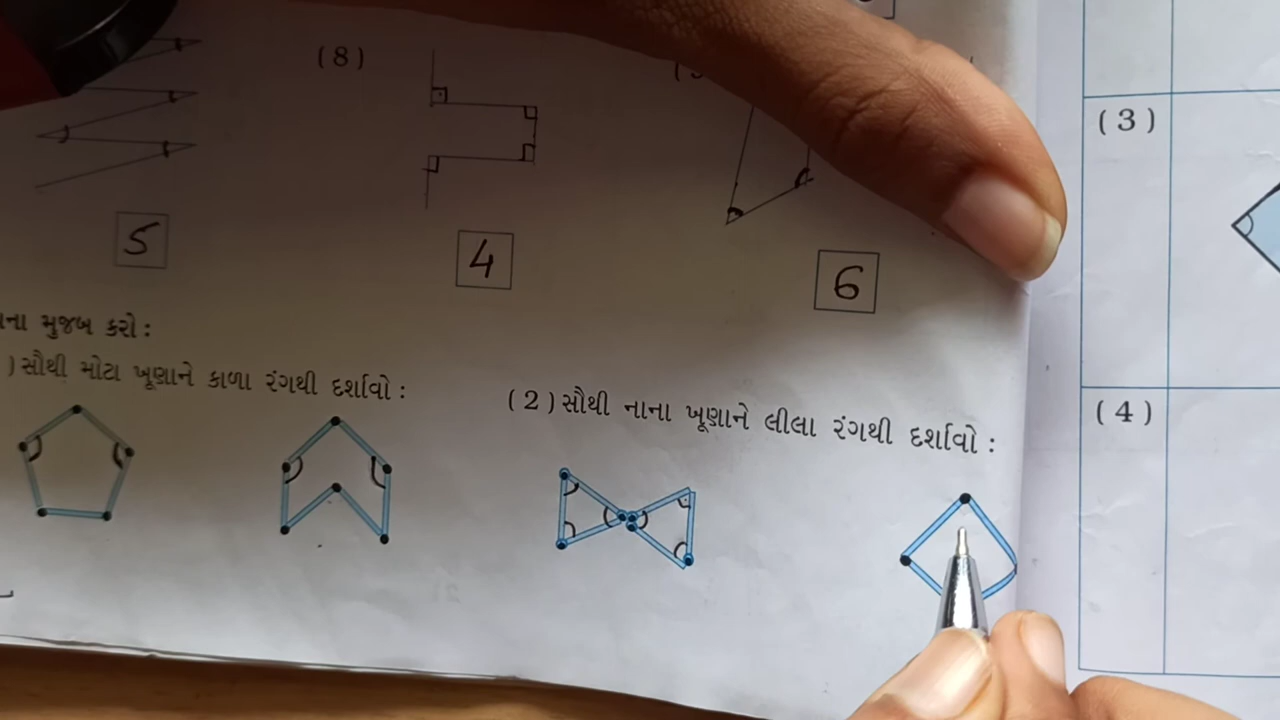 (8)
5
4
6
મુજબ કરો :
) સૌથી મોટા ખૂણાને કાળા રંગથી દર્શાવો :
(2) સૌથી નાના ખૂણાને લીલા રંગથી દર્શાવો :
(3)
(4)